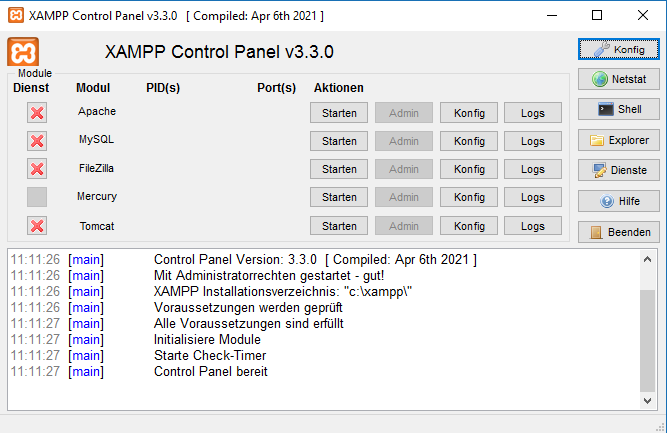 XAMPP Control Panel v3.3.0 [ Compiled: Apr 6th 2021 ]
XAMPP Control Panel v3.3.0
Konfig
Module
Dienst Modul PID(s) Port(s) Aktionen
Netstat
Apache Starten Admin Konfig Logs
Shell
MySQL Starten Admin Konfig Logs
Explorer
FileZilla Starten Admin Konfig Logs
Dienste
Mercury Starten Admin Konfig Logs
Hilfe
Tomcat Starten Admin Konfig Logs
Beenden
11:11:26 [main] Control Panel Version: 3.3.0 [ Compiled: Apr 6th 2021 ]
11:11:26 [main] Mit Administratorrechten gestartet - gut!
11:11:26 [main] XAMPP Installationsverzeichnis: "c:\xampp\"
11:11:26 [main] Voraussetzungen werden geprüft
11:11:27 [main] Alle Voraussetzungen sind erfüllt
11:11:27 [main] Initialisiere Module
11:11:27 [main] Starte Check-Timer
11:11:27 [main] Control Panel bereit